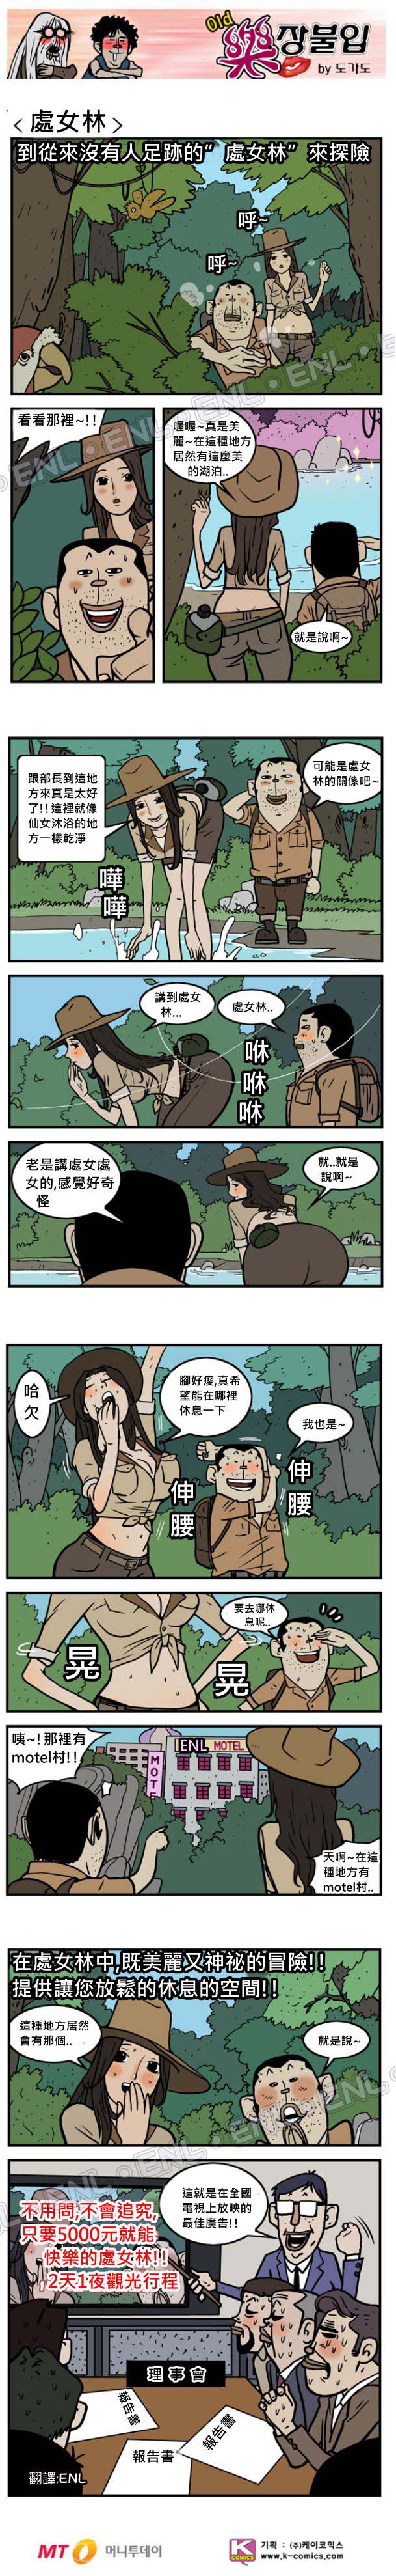 Old
樂장불입
by 도가도
< 處女林 >
到從來沒有人足跡的”處女林”來探險
呼~
呼~
看看那裡~!!
喔喔~真是美
麗~在這種地方
居然有這麼美
的湖泊..
就是說啊~
跟部長到這地
方來真是太好
了!!這裡就像
仙女沐浴的地
方一樣乾淨
可能是處女
林的關係吧~
嘩
嘩
講到處女
林...
處女林..
咻
咻
咻
老是講處女處
女的,感覺好奇
怪
就..就是
說啊~
哈
欠
腳好痠,真希
望能在哪裡
休息一下
我也是~
伸
腰
伸
腰
要去哪休
息呢..
晃
晃
咦~!那裡有
motel村!!
ENL MOTEL
MOT
天啊~在這
種地方有
motel村..
在處女林中,既美麗又神祕的冒險!!
提供讓您放鬆的休息的空間!!
這種地方居然
會有那個..
就是說~
不用問,不會追究,
只要5000元就能
快樂的處女林!!
2天1夜觀光行程
這就是在全國
電視上放映的
最佳廣告!!
理事會
報告書
報告書
報告書
翻譯:ENL
MT 머니투데이
K COMICS
기획 : (주)케이코믹스
www.k-comics.com
ENL